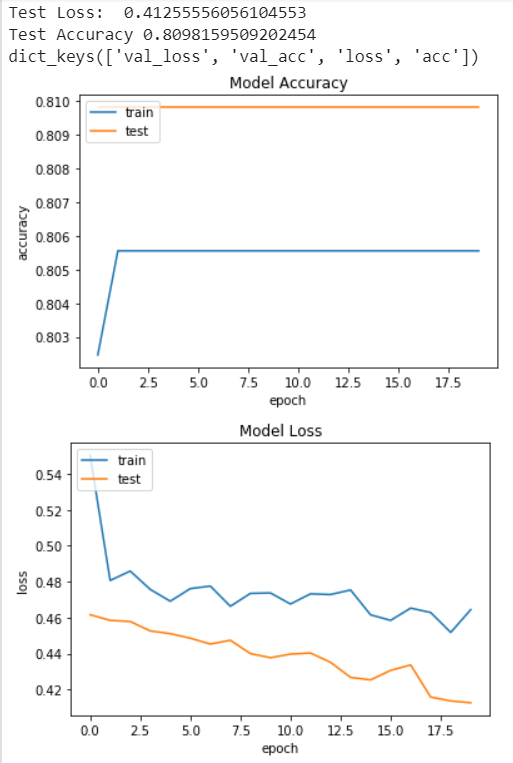 Test Loss:  0.41255556056104553
Test Accuracy 0.8098159509202454
dict_keys(['val_loss', 'val_acc', 'loss', 'acc'])
Model Accuracy
train
test
0.810
0.809
0.808
0.807
0.806
0.805
0.804
0.803
accuracy
0.0 2.5 5.0 7.5 10.0 12.5 15.0 17.5
epoch
Model Loss
train
test
0.54
0.52
0.50
0.48
0.46
0.44
0.42
loss
0.0 2.5 5.0 7.5 10.0 12.5 15.0 17.5
epoch